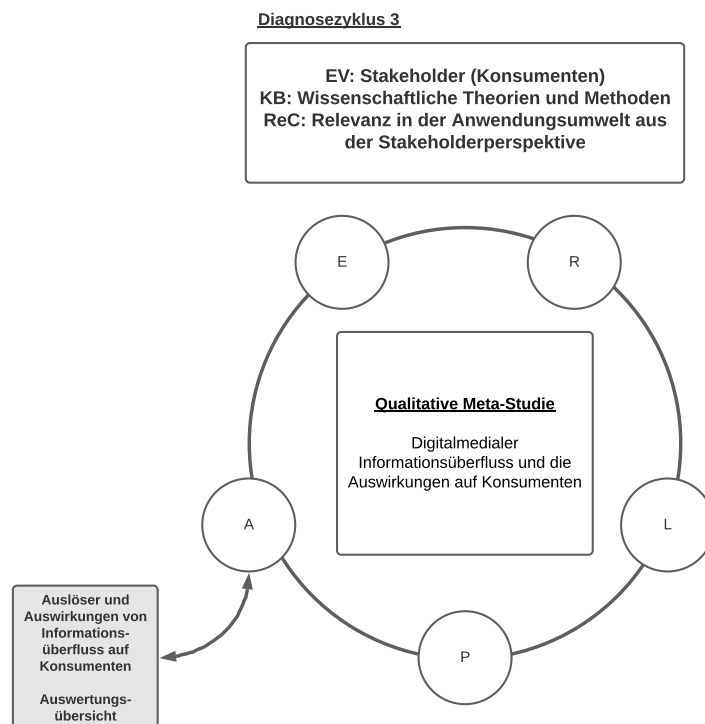 Diagnosezyklus 3
EV: Stakeholder (Konsumenten)
KB: Wissenschaftliche Theorien und Methoden
ReC: Relevanz in der Anwendungsumwelt aus
der Stakeholderperspektive
E
R
Qualitative Meta-Studie
Digitalmedialer
Informationsüberfluss und die
Auswirkungen auf Konsumenten
A
L
P
Auslöser und
Auswirkungen von
Informations-
überfluss auf
Konsumenten
Auswertungs-
übersicht